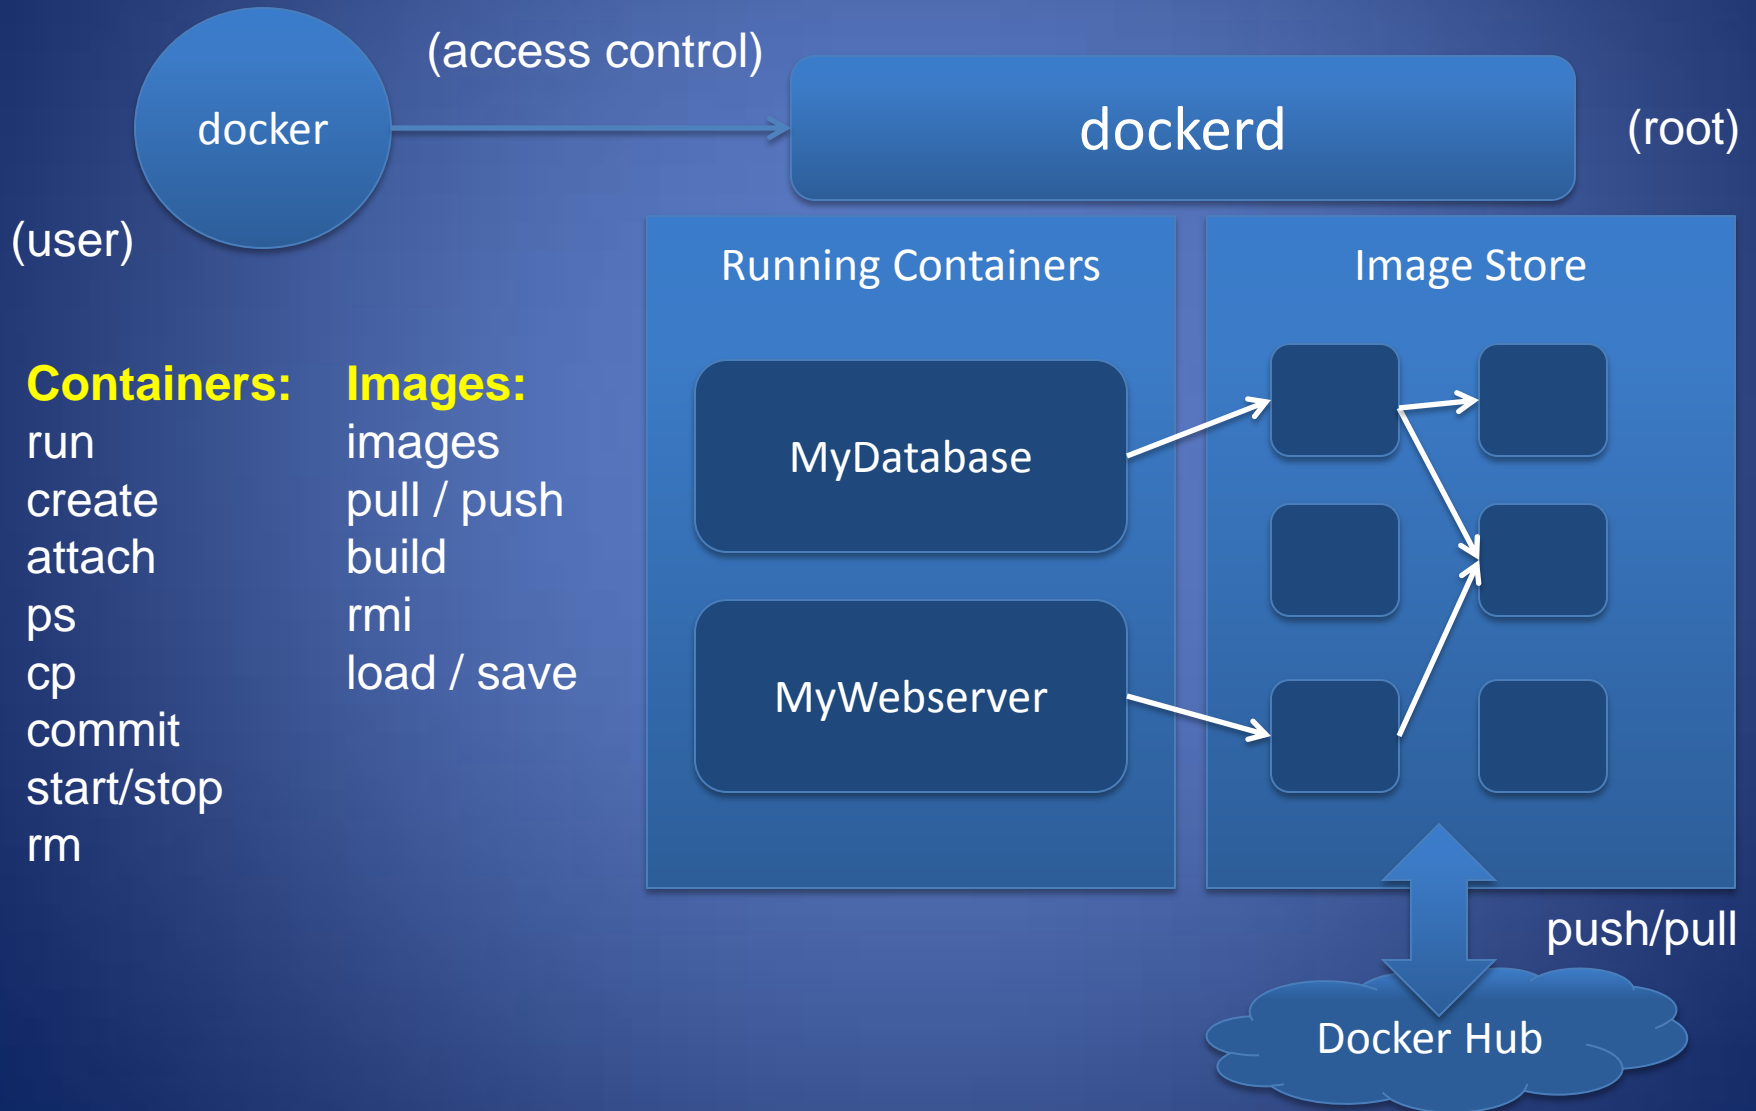 docker
(access control)
dockerd
(root)
(user)
Running Containers
Image Store
MyDatabase
MyWebserver
Containers:
run
create
attach
ps
cp
commit
start/stop
rm
Images:
images
pull / push
build
rmi
load / save
push/pull
Docker Hub